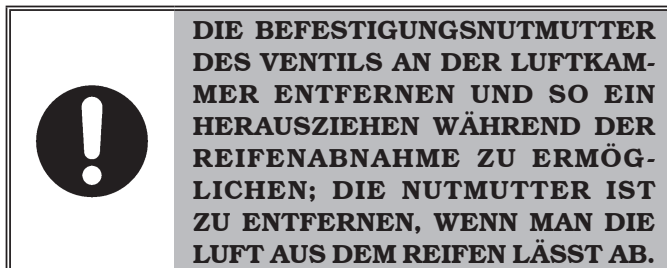 DIE BEFESTIGUNGSNUTMUTTER
DES VENTILS AN DER LUFTKAM-
MER ENTFERNEN UND SO EIN
HERAUSZIEHEN WÄHREND DER
REIFENABNAHME ZU ERMÖG-
LICHEN; DIE NUTMUTTER IST
ZU ENTFERNEN, WENN MAN DIE
LUFT AUS DEM REIFEN LÄSST AB.